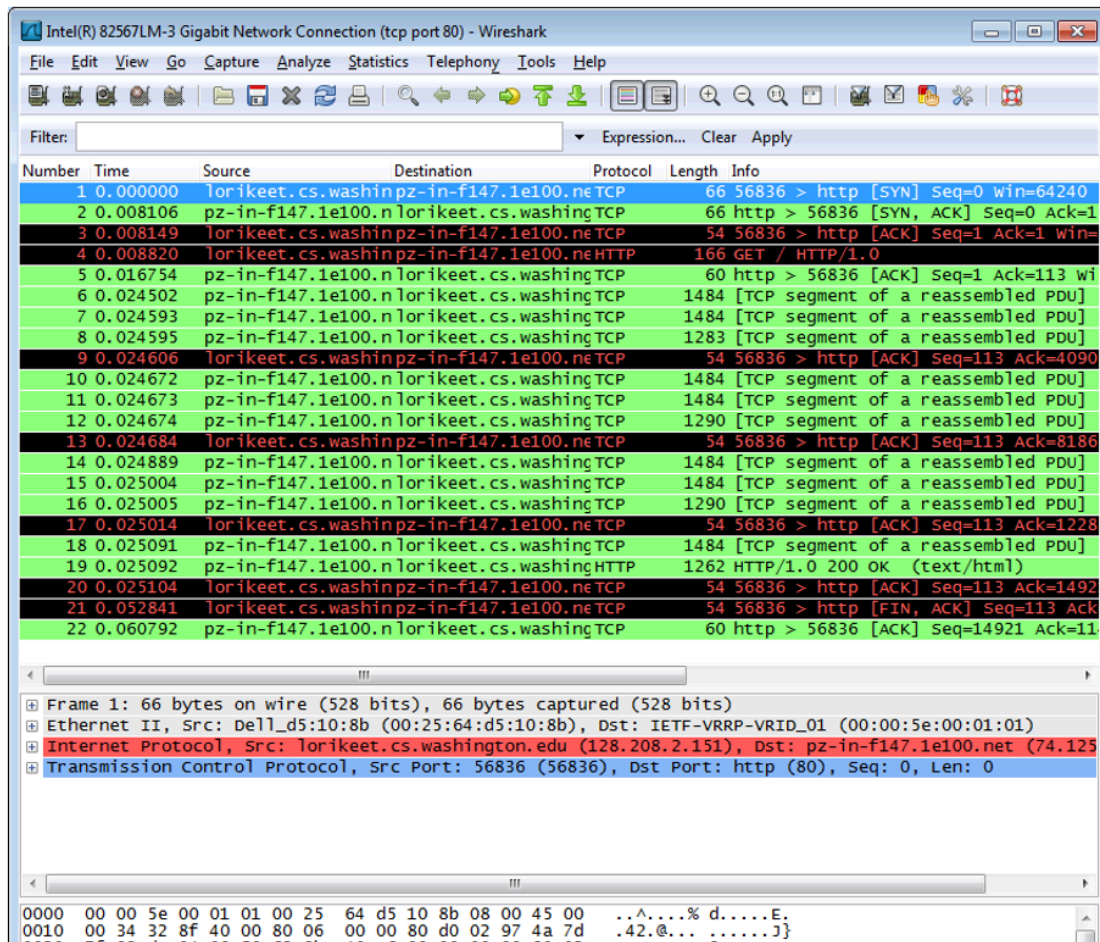 Intel(R) 82567LM-3 Gigabit Network Connection (tcp port 80) - Wireshark
File Edit View Go Capture Analyze Statistics Telephony Tools Help
Filter: Expression... Clear Apply
Number Time Source Destination Protocol Length Info
1 0.000000 lorikeet.cs.washin pz-in-f147.1e100.ne TCP 66 56836 > http [SYN] Seq=0 Win=64240
2 0.008106 pz-in-f147.1e100.n lorikeet.cs.washing TCP 66 http > 56836 [SYN, ACK] Seq=0 Ack=1
3 0.008149 lorikeet.cs.washin pz-in-f147.1e100.ne TCP 54 56836 > http [ACK] Seq=1 Ack=1 Win=
4 0.008820 lorikeet.cs.washin pz-in-f147.1e100.ne HTTP 166 GET / HTTP/1.0
5 0.016754 pz-in-f147.1e100.n lorikeet.cs.washing TCP 60 http > 56836 [ACK] Seq=1 Ack=113 Wi
6 0.024502 pz-in-f147.1e100.n lorikeet.cs.washing TCP 1484 [TCP segment of a reassembled PDU]
7 0.024593 pz-in-f147.1e100.n lorikeet.cs.washing TCP 1484 [TCP segment of a reassembled PDU]
8 0.024595 pz-in-f147.1e100.n lorikeet.cs.washing TCP 1283 [TCP segment of a reassembled PDU]
9 0.024606 lorikeet.cs.washin pz-in-f147.1e100.ne TCP 54 56836 > http [ACK] Seq=113 Ack=4090
10 0.024672 pz-in-f147.1e100.n lorikeet.cs.washing TCP 1484 [TCP segment of a reassembled PDU]
11 0.024673 pz-in-f147.1e100.n lorikeet.cs.washing TCP 1484 [TCP segment of a reassembled PDU]
12 0.024674 pz-in-f147.1e100.n lorikeet.cs.washing TCP 1290 [TCP segment of a reassembled PDU]
13 0.024684 lorikeet.cs.washin pz-in-f147.1e100.ne TCP 54 56836 > http [ACK] Seq=113 Ack=8186
14 0.024889 pz-in-f147.1e100.n lorikeet.cs.washing TCP 1484 [TCP segment of a reassembled PDU]
15 0.025004 pz-in-f147.1e100.n lorikeet.cs.washing TCP 1484 [TCP segment of a reassembled PDU]
16 0.025005 pz-in-f147.1e100.n lorikeet.cs.washing TCP 1290 [TCP segment of a reassembled PDU]
17 0.025014 lorikeet.cs.washin pz-in-f147.1e100.ne TCP 54 56836 > http [ACK] Seq=113 Ack=1228
18 0.025091 pz-in-f147.1e100.n lorikeet.cs.washing TCP 1484 [TCP segment of a reassembled PDU]
19 0.025092 pz-in-f147.1e100.n lorikeet.cs.washing HTTP 1262 HTTP/1.0 200 OK (text/html)
20 0.025104 lorikeet.cs.washin pz-in-f147.1e100.ne TCP 54 56836 > http [ACK] Seq=113 Ack=1492
21 0.052841 lorikeet.cs.washin pz-in-f147.1e100.ne TCP 54 56836 > http [FIN, ACK] Seq=113 Ack
22 0.060792 pz-in-f147.1e100.n lorikeet.cs.washing TCP 60 http > 56836 [ACK] Seq=14921 Ack=11
Frame 1: 66 bytes on wire (528 bits), 66 bytes captured (528 bits)
Ethernet II, Src: Dell_d5:10:8b (00:25:64:d5:10:8b), Dst: IETF-VRRP-VRID_01 (00:00:5e:00:01:01)
Internet Protocol, Src: lorikeet.cs.washington.edu (128.208.2.151), Dst: pz-in-f147.1e100.net (74.125
Transmission Control Protocol, Src Port: 56836 (56836), Dst Port: http (80), Seq: 0, Len: 0
0000 00 00 5e 00 01 01 00 25 64 d5 10 8b 08 00 45 00 ..^....% d.....E.
0010 00 34 32 8f 40 00 80 06 00 00 80 d0 02 97 4a 7d .42.@... ......J}